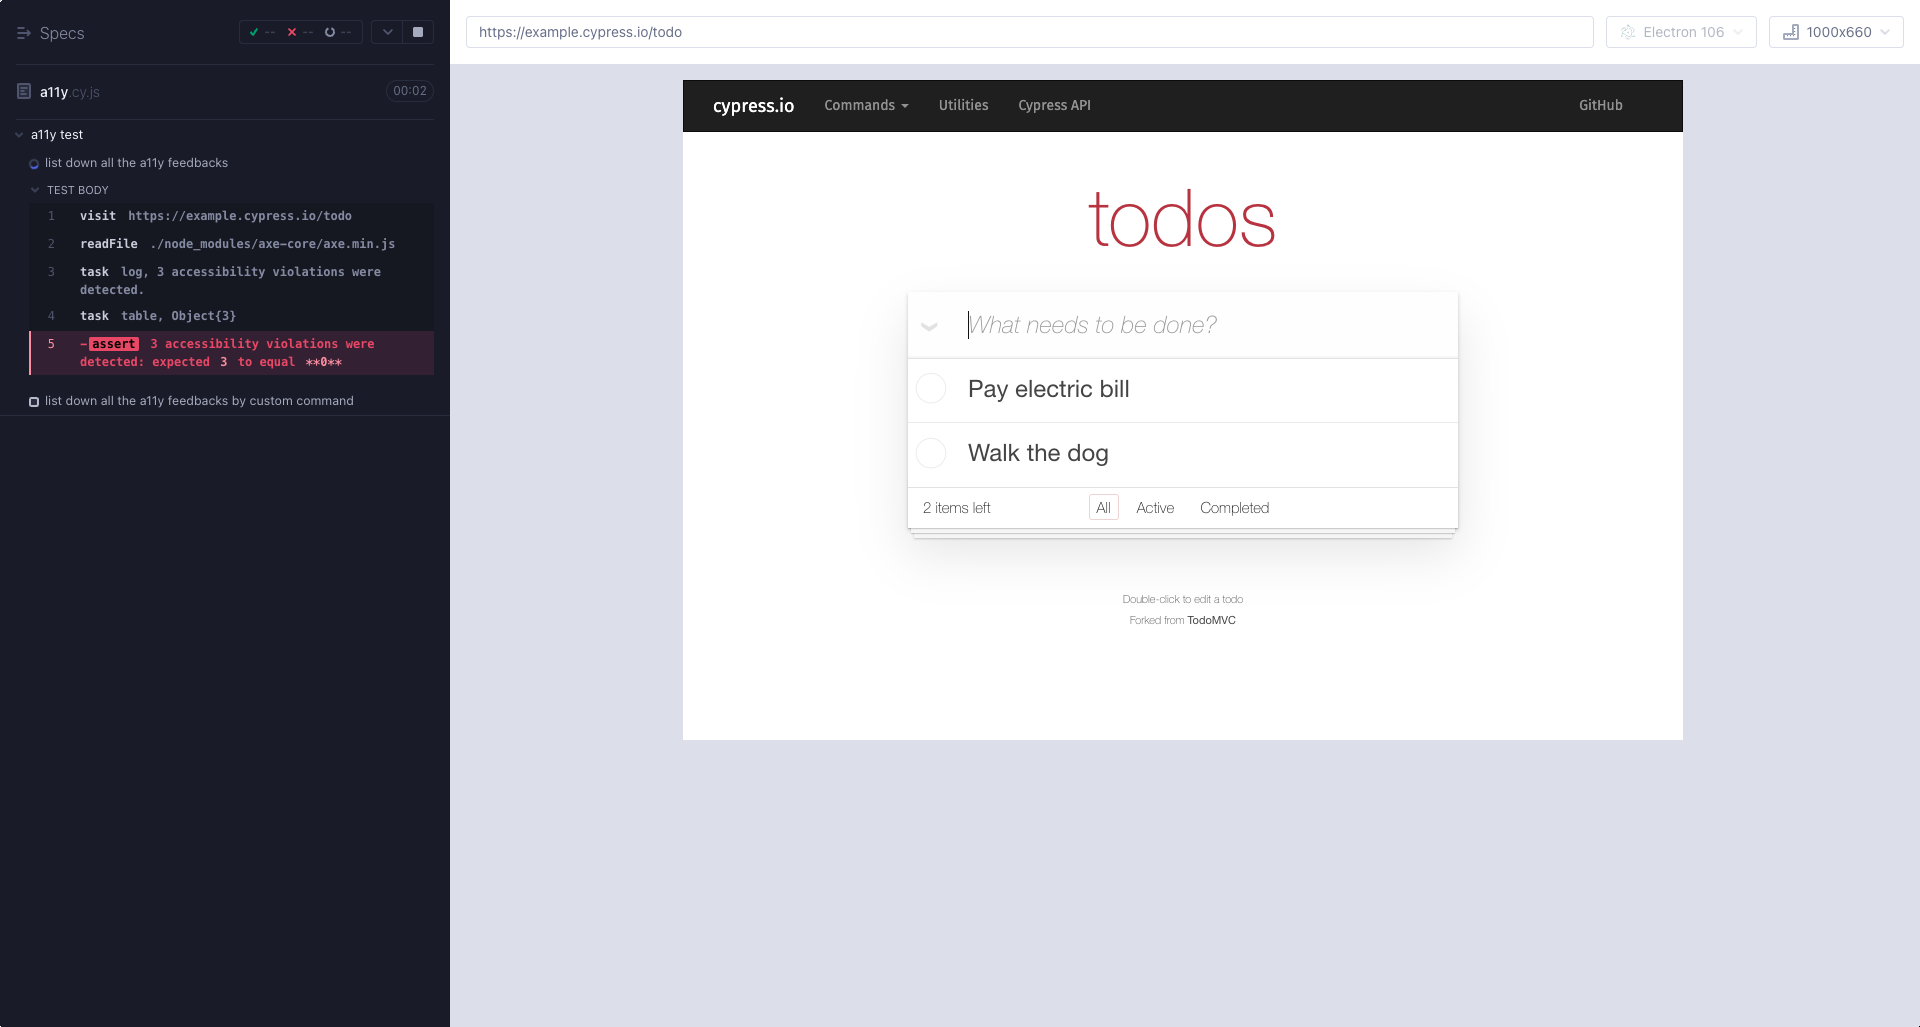 Specs
-- -- --
a11y.cy.js 00:02
a11y test
list down all the a11y feedbacks
TEST BODY
1 visit https://example.cypress.io/todo
2 readFile ./node_modules/axe-core/axe.min.js
3 task log, 3 accessibility violations were
detected.
4 task table, Object{3}
5 -assert 3 accessibility violations were
detected: expected 3 to equal **0**
list down all the a11y feedbacks by custom command
https://example.cypress.io/todo
Electron 106
1000x660
cypress.io Commands Utilities Cypress API GitHub
todos
What needs to be done?
Pay electric bill
Walk the dog
2 items left All Active Completed
Double-click to edit a todo
Forked from TodoMVC